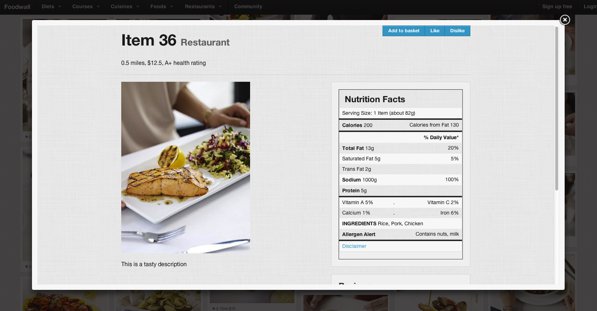 Foodwall
Diets
Courses
Cuisines
Foods
Restaurants
Community
Sign up free
Login
Add to basket
Like
Dislike
Item 36 Restaurant
0.5 miles, $12.5, A+ health rating
Nutrition Facts
Serving Size: 1 Item (about 82g)
Calories 200 Calories from Fat 130
% Daily Value*
Total Fat 13g 20%
Saturated Fat 5g 5%
Trans Fat 2g
Sodium 1000g 100%
Protein 5g
Vitamin A 5% . Vitamin C 2%
Calcium 1% . Iron 6%
INGREDIENTS Rice, Pork, Chicken
Allergen Alert Contains nuts, milk
Disclaimer
This is a tasty description